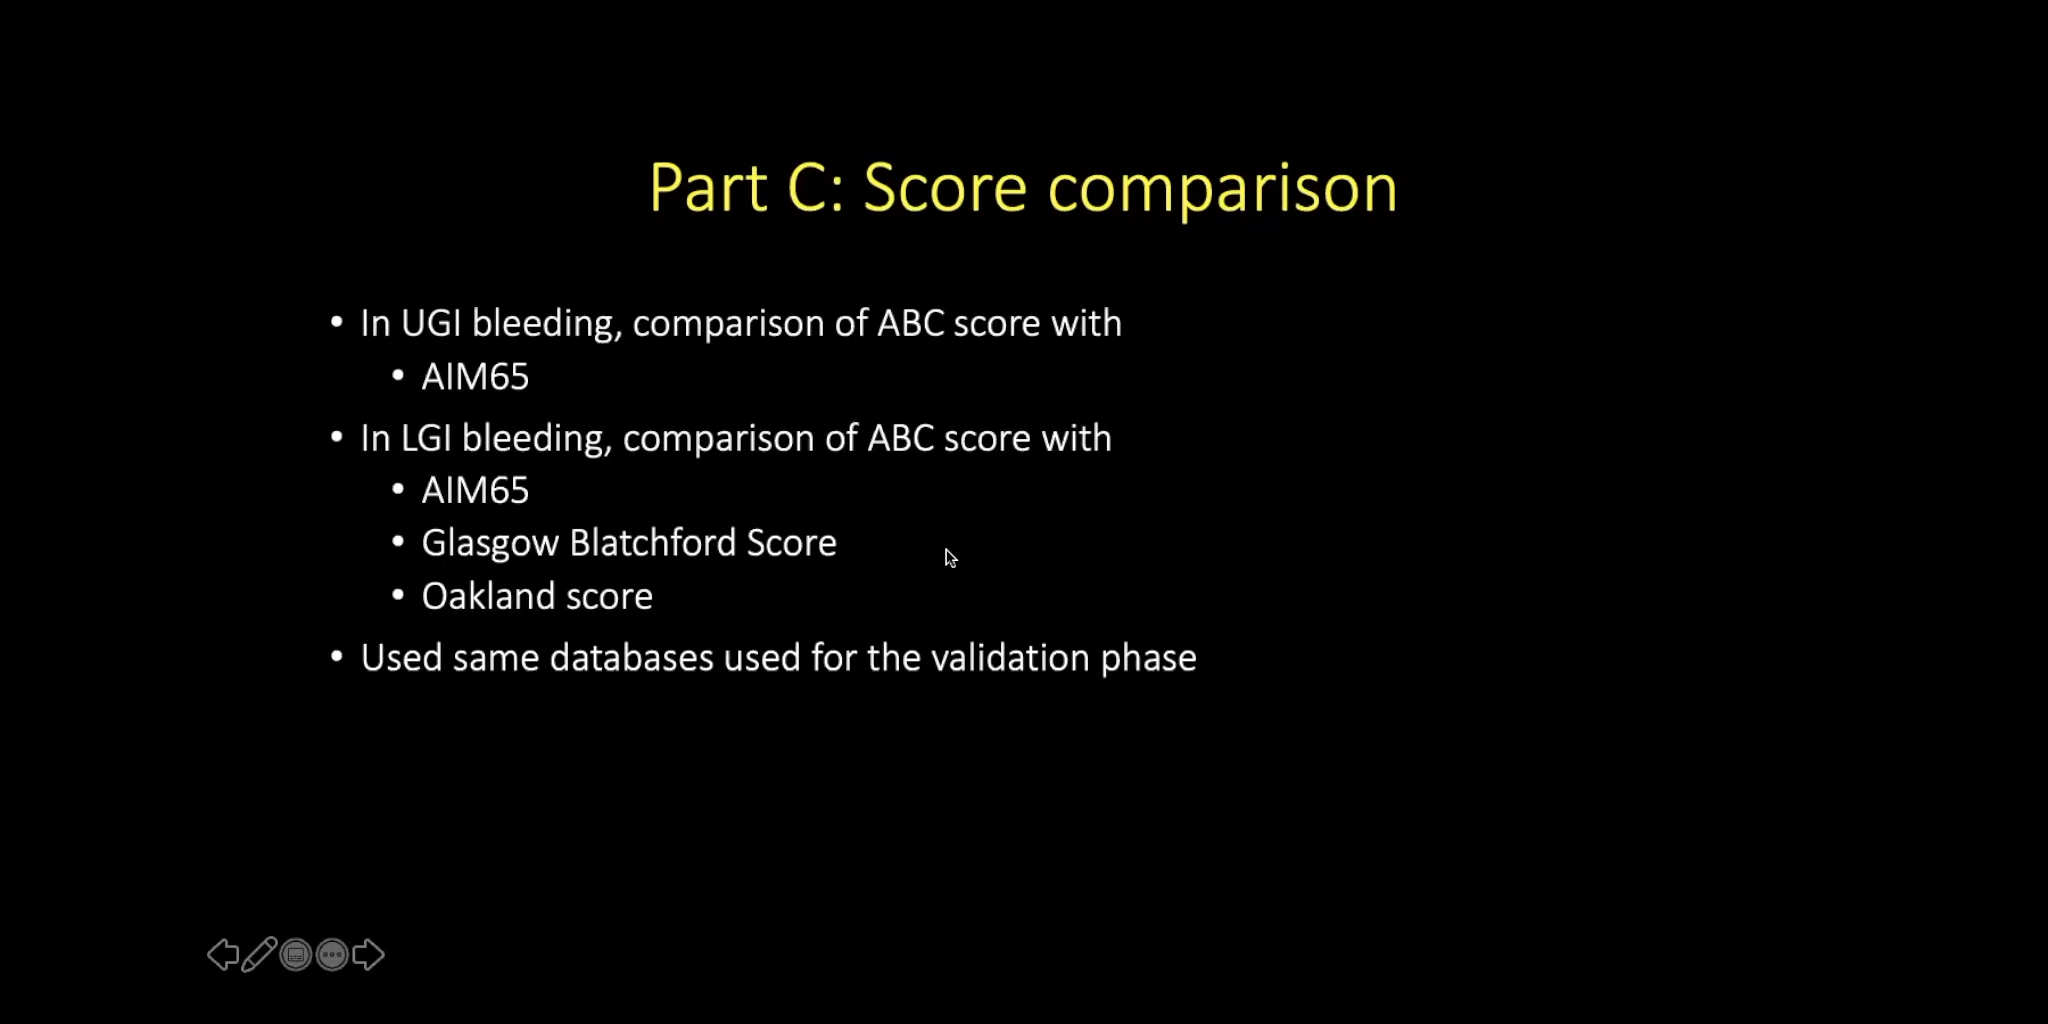 Part C: Score comparison
• In UGI bleeding, comparison of ABC score with
• AIM65
• In LGI bleeding, comparison of ABC score with
• AIM65
• Glasgow Blatchford Score
• Oakland score
• Used same databases used for the validation phase